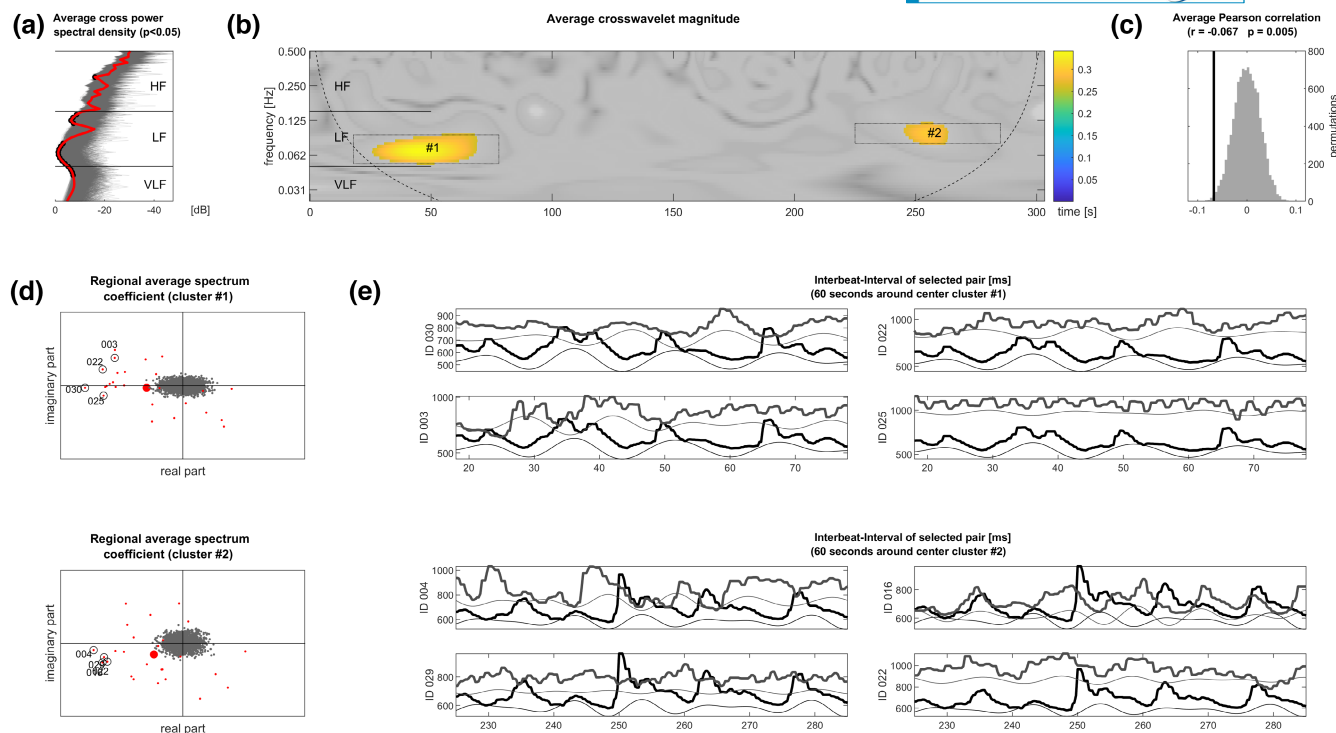 (a) Average cross power
spectral density (p<0.05)
HF
LF
VLF
0 -20 -40 [dB]
(b) Average crosswavelet magnitude
frequency [Hz]
0.500
0.250
0.125
0.062
0.031
HF
LF
VLF
#1
#2
0 50 100 150 200 250 300
time [s]
0.3
0.25
0.2
0.15
0.1
0.05
(c) Average Pearson correlation
(r = -0.067 p = 0.005)
800
600
400
200
0
permutations
-0.1 0 0.1
(d) Regional average spectrum
coefficient (cluster #1)
imaginary part
003
022
030
025
real part
Regional average spectrum
coefficient (cluster #2)
imaginary part
004
real part
(e) Interbeat-Interval of selected pair [ms]
(60 seconds around center cluster #1)
ID 030
900
800
700
600
500
ID 022
1000
500
ID 003
1000
500
20 30 40 50 60 70
ID 025
1000
500
20 30 40 50 60 70
Interbeat-Interval of selected pair [ms]
(60 seconds around center cluster #2)
ID 004
1000
800
600
ID 016
800
600
ID 029
800
600
230 240 250 260 270 280
ID 022
1000
800
600
230 240 250 260 270 280